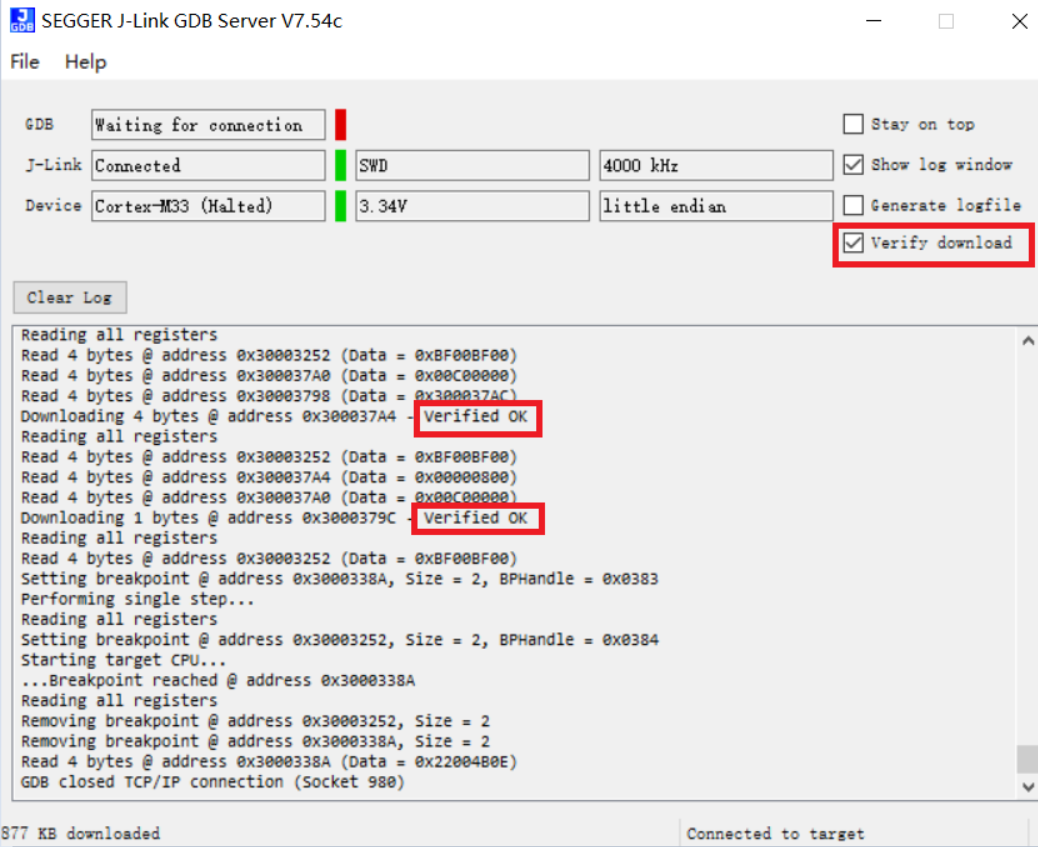 SEGGER J-Link GDB Server V7.54c
File Help
GDB Waiting for connection Stay on top
J-Link Connected SWD 4000 kHz Show log window
Device Cortex-M33 (Halted) 3.34V little endian Generate logfile
Verify download
Clear Log
Reading all registers
Read 4 bytes @ address 0x30003252 (Data = 0xBF00BF00)
Read 4 bytes @ address 0x300037A0 (Data = 0x00C00000)
Read 4 bytes @ address 0x30003798 (Data = 0x300037AC)
Downloading 4 bytes @ address 0x300037A4 - Verified OK
Reading all registers
Read 4 bytes @ address 0x30003252 (Data = 0xBF00BF00)
Read 4 bytes @ address 0x300037A4 (Data = 0x00000800)
Read 4 bytes @ address 0x300037A0 (Data = 0x00C00000)
Downloading 1 bytes @ address 0x3000379C - Verified OK
Reading all registers
Read 4 bytes @ address 0x30003252 (Data = 0xBF00BF00)
Setting breakpoint @ address 0x3000338A, Size = 2, BPHandle = 0x0383
Performing single step...
Reading all registers
Setting breakpoint @ address 0x30003252, Size = 2, BPHandle = 0x0384
Starting target CPU...
...Breakpoint reached @ address 0x3000338A
Reading all registers
Removing breakpoint @ address 0x30003252, Size = 2
Removing breakpoint @ address 0x3000338A, Size = 2
Read 4 bytes @ address 0x3000338A (Data = 0x22004B0E)
GDB closed TCP/IP connection (Socket 980)
877 KB downloaded Connected to target